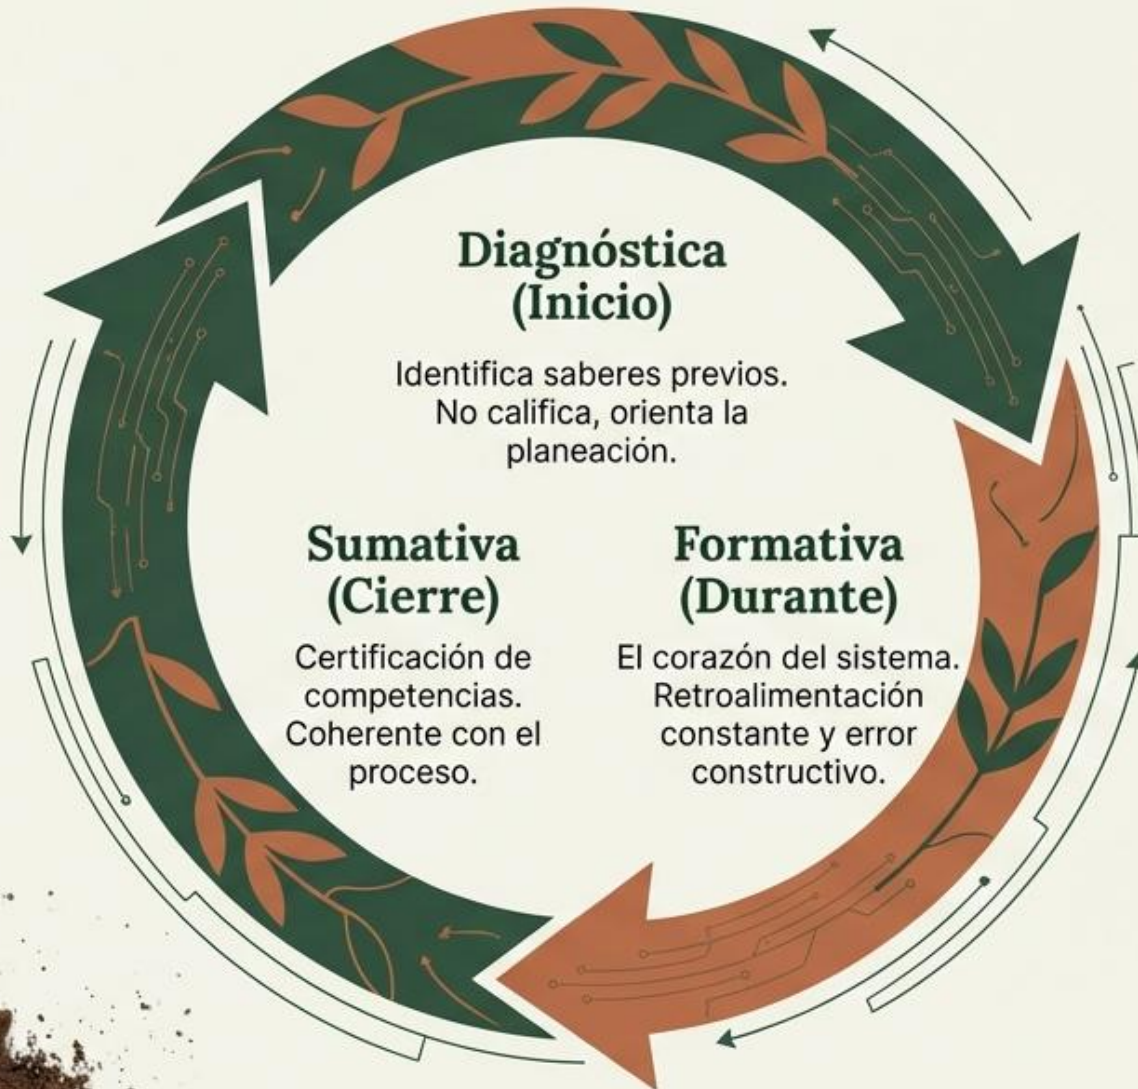 Diagnóstica
(Inicio)
Identifica saberes previos.
No califica, orienta la
planeación.
Sumativa
(Cierre)
Certificación de
competencias.
Coherente con el
proceso.
Formativa
(Durante)
El corazón del sistema.
Retroalimentación
constante y error
constructivo.